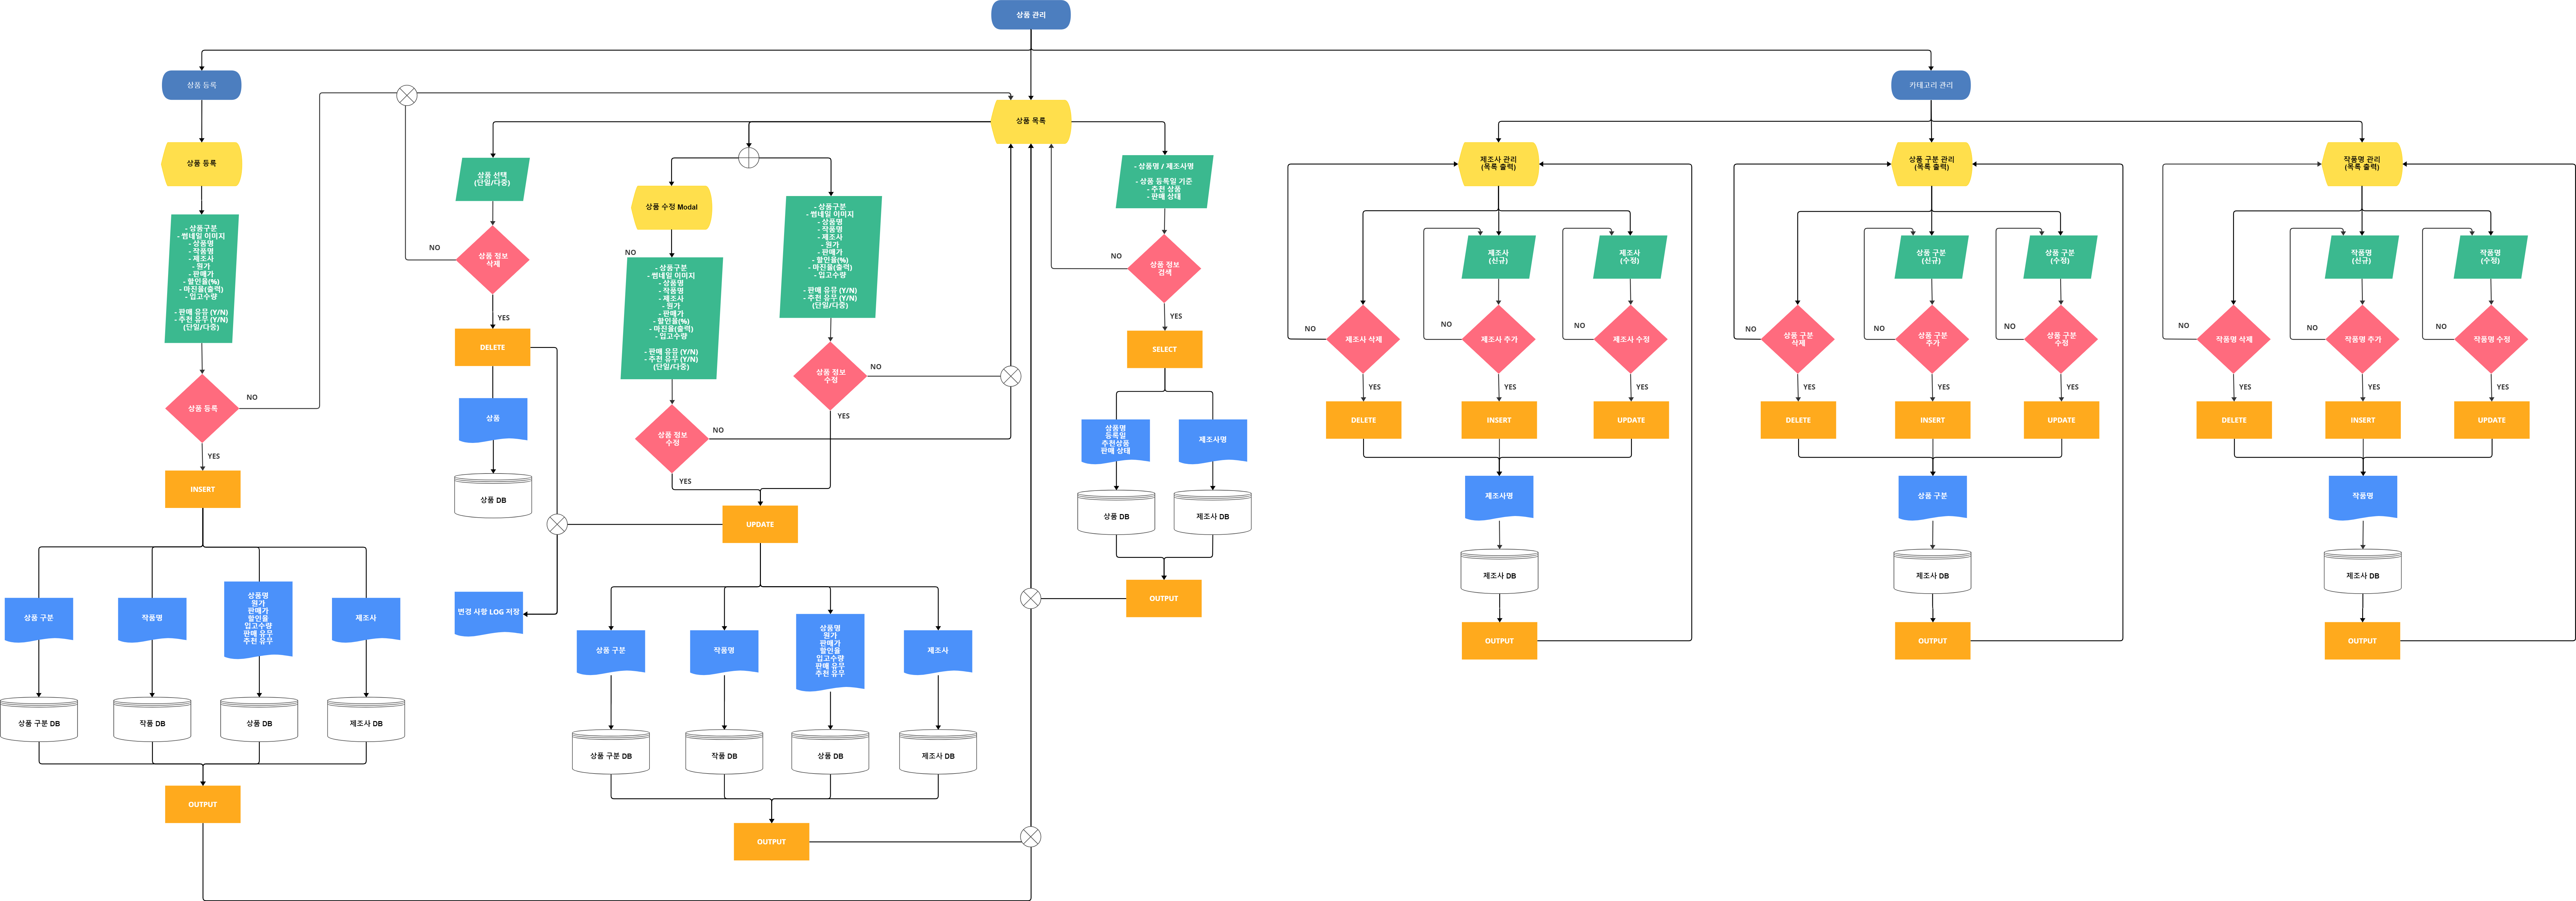 상품 관리
상품 등록
카테고리 관리
상품 등록
- 상품구분
- 썸네일 이미지
- 상품명
- 작품명
- 제조사
- 원가
- 판매가
- 할인율(%)
- 마진율(출력)
- 입고수량
- 판매 유뮤 (Y/N)
- 추천 유무 (Y/N)
(단일/다중)
상품 등록
NO
YES
INSERT
상품 구분
작품명
상품명
원가
판매가
할인율
입고수량
판매 유무
추천 유무
제조사
상품 구분 DB
작품 DB
상품 DB
제조사 DB
OUTPUT
상품 목록
상품 선택
(단일/다중)
상품 정보
삭제
NO
YES
DELETE
상품
상품 DB
변경 사항 LOG 저장
상품 수정 Modal
NO
- 상품구분
- 썸네일 이미지
- 상품명
- 작품명
- 제조사
- 원가
- 판매가
- 할인율(%)
- 마진율(출력)
- 입고수량
- 판매 유뮤 (Y/N)
- 추천 유무 (Y/N)
(단일/다중)
상품 정보
수정
NO
YES
- 상품구분
- 썸네일 이미지
- 상품명
- 작품명
- 제조사
- 원가
- 판매가
- 할인율(%)
- 마진율(출력)
- 입고수량
- 판매 유뮤 (Y/N)
- 추천 유무 (Y/N)
(단일/다중)
상품 정보
수정
NO
YES
UPDATE
상품 구분
작품명
상품명
원가
판매가
할인율
입고수량
판매 유무
추천 유무
제조사
상품 구분 DB
작품 DB
상품 DB
제조사 DB
OUTPUT
- 상품명 / 제조사명
- 상품 등록일 기준
- 추천 상품
- 판매 상태
상품 정보
검색
NO
YES
SELECT
상품명
등록일
추천상품
판매 상태
제조사명
상품 DB
제조사 DB
OUTPUT
제조사 관리
(목록 출력)
제조사
(신규)
제조사
(수정)
NO
제조사 삭제
NO
제조사 추가
NO
제조사 수정
YES
YES
YES
DELETE
INSERT
UPDATE
제조사명
제조사 DB
OUTPUT
상품 구분 관리
(목록 출력)
상품 구분
(신규)
상품 구분
(수정)
NO
상품 구분
삭제
NO
상품 구분
추가
NO
상품 구분
수정
YES
YES
YES
DELETE
INSERT
UPDATE
상품 구분
제조사 DB
OUTPUT
작품명 관리
(목록 출력)
작품명
(신규)
작품명
(수정)
NO
작품명 삭제
NO
작품명 추가
NO
작품명 수정
YES
YES
YES
DELETE
INSERT
UPDATE
작품명
제조사 DB
OUTPUT